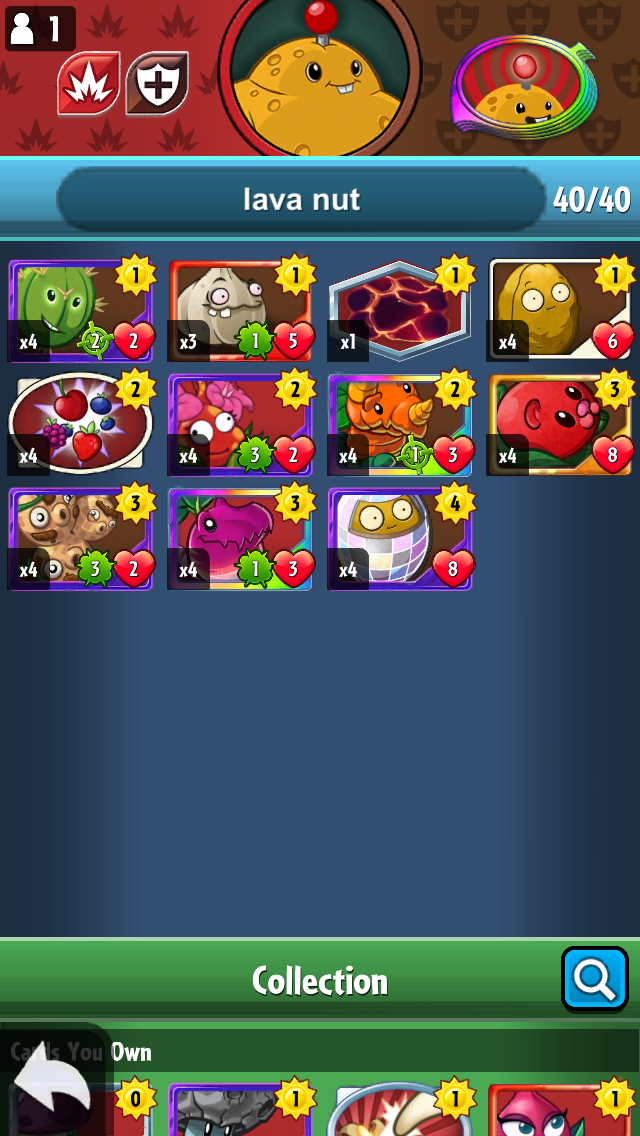 1
lava nut 40/40
1 1 1 1
x4 2 2 x3 1 5 x1 x4 6
2 2 2 3
x4 x4 3 2 x4 1 3 x4 8
3 3 4
x4 3 2 x4 1 3 x4 8
Collection
Cards You Own
0 1 1 1